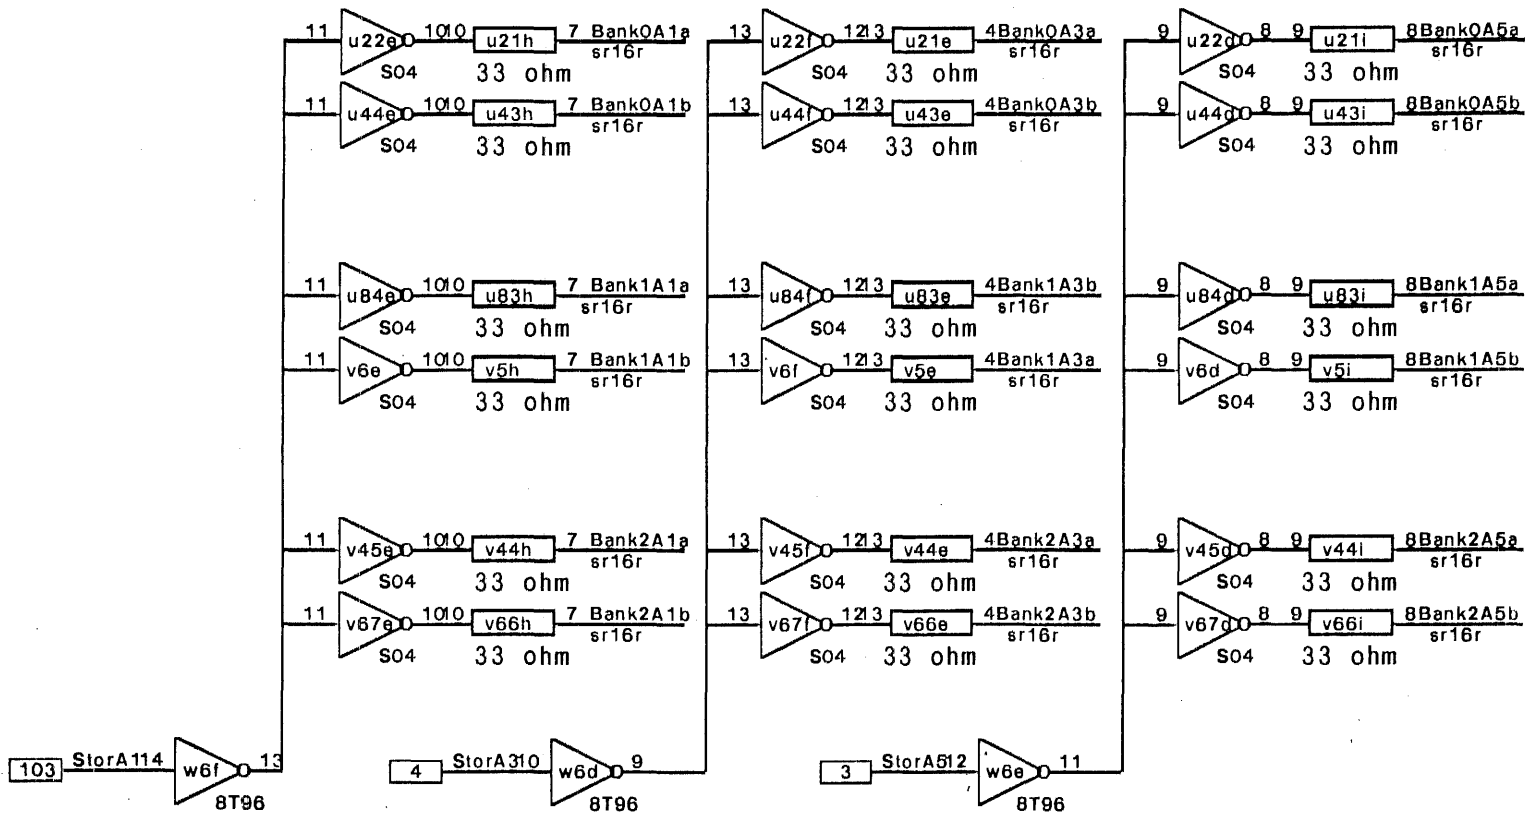 11 u22e 1010 u21h 7 Bank0A1a 13 u22f 1213 u21e 4Bank0A3a 9 u22d 8 9 u21i 8Bank0A5a
S04 33 ohm sr16r S04 33 ohm sr16r S04 33 ohm sr16r
11 u44e 1010 u43h 7 Bank0A1b 13 u44f 1213 u43e 4Bank0A3b 9 u44d 8 9 u43i 8Bank0A5b
S04 33 ohm sr16r S04 33 ohm sr16r S04 33 ohm sr16r
11 u84e 1010 u83h 7 Bank1A1a 13 u84f 1213 u83e 4Bank1A3b 9 u84d 8 9 u83i 8Bank1A5a
S04 33 ohm sr16r S04 33 ohm sr16r S04 33 ohm sr16r
11 v6e 1010 v5h 7 Bank1A1b 13 v6f 1213 v5e 4Bank1A3a 9 v6d 8 9 v5i 8Bank1A5b
S04 33 ohm sr16r S04 33 ohm sr16r S04 33 ohm sr16r
11 v45e 1010 v44h 7 Bank2A1a 13 v45f 1213 v44e 4Bank2A3a 9 v45d 8 9 v44i 8Bank2A5a
S04 33 ohm sr16r S04 33 ohm sr16r S04 33 ohm sr16r
11 v67e 1010 v66h 7 Bank2A1b 13 v67f 1213 v66e 4Bank2A3b 9 v67d 8 9 v66i 8Bank2A5b
S04 33 ohm sr16r S04 33 ohm sr16r S04 33 ohm sr16r
103 StorA114 w6f 13 4 StorA310 w6d 9 3 StorA512 w6e 11
8T96 8T96 8T96